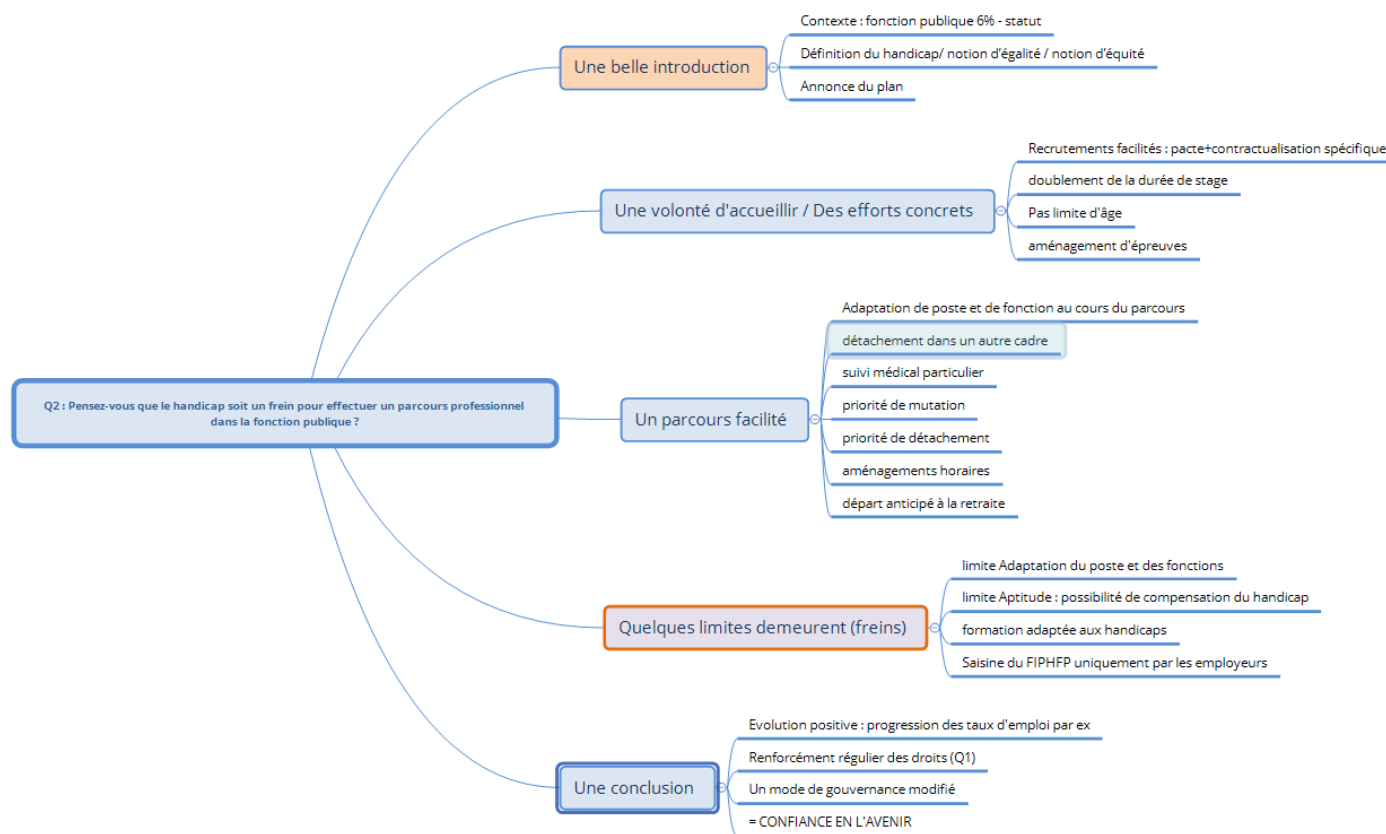 Q2 : Pensez-vous que le handicap soit un frein pour effectuer un parcours professionnel
dans la fonction publique ?
Une belle introduction
Contexte : fonction publique 6% - statut
Définition du handicap/ notion d'égalité / notion d'équité
Annonce du plan
Une volonté d'accueillir / Des efforts concrets
Recrutements facilités : pacte+contractualisation spécifique
doublement de la durée de stage
Pas limite d'âge
aménagement d'épreuves
Un parcours facilité
Adaptation de poste et de fonction au cours du parcours
détachement dans un autre cadre
suivi médical particulier
priorité de mutation
priorité de détachement
aménagements horaires
départ anticipé à la retraite
Quelques limites demeurent (freins)
limite Adaptation du poste et des fonctions
limite Aptitude : possibilité de compensation du handicap
formation adaptée aux handicaps
Saisine du FIPHFP uniquement par les employeurs
Une conclusion
Evolution positive : progression des taux d'emploi par ex
Renforcément régulier des droits (Q1)
Un mode de gouvernance modifié
= CONFIANCE EN L'AVENIR